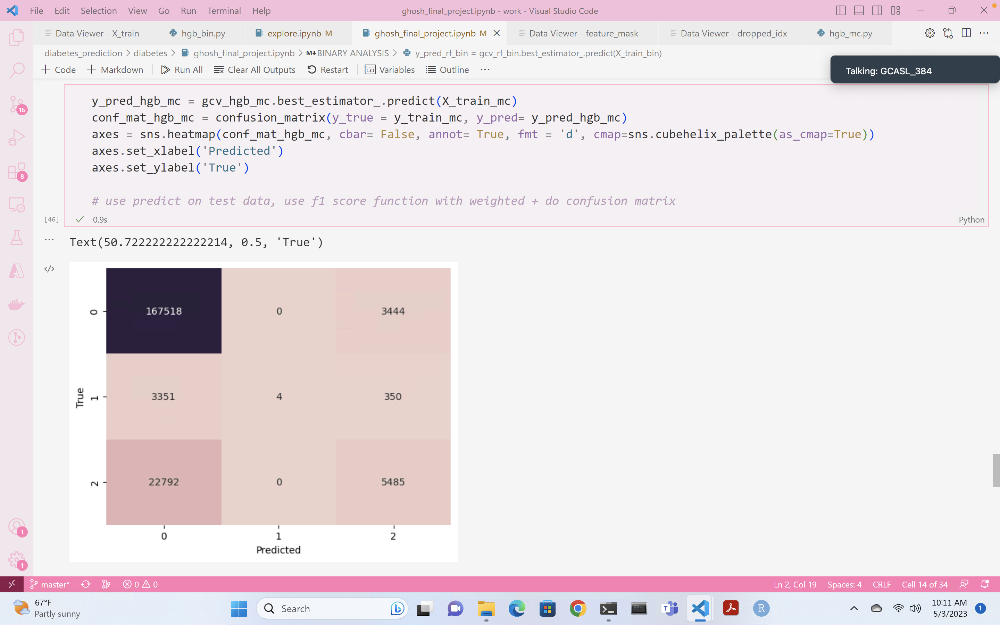 File Edit Selection View Go Run Terminal Help ghosh_final_project.ipynb - work - Visual Studio Code
Data Viewer - X_train hgb_bin.py explore.ipynb M ghosh_final_project.ipynb M Data Viewer - feature_mask Data Viewer - dropped_idx hgb_mc.py
diabetes_prediction > diabetes > ghosh_final_project.ipynb > M↓BINARY ANALYSIS > y_pred_rf_bin = gcv_rf_bin.best_estimator_.predict(X_train_bin)
+ Code + Markdown Run All Clear All Outputs Restart Variables Outline ...
Talking: GCASL_384
y_pred_hgb_mc = gcv_hgb_mc.best_estimator_.predict(X_train_mc)
conf_mat_hgb_mc = confusion_matrix(y_true = y_train_mc, y_pred= y_pred_hgb_mc)
axes = sns.heatmap(conf_mat_hgb_mc, cbar= False, annot= True, fmt = 'd', cmap=sns.cubehelix_palette(as_cmap=True))
axes.set_xlabel('Predicted')
axes.set_ylabel('True')
# use predict on test data, use f1 score function with weighted + do confusion matrix
[46] 0.9s Python
Text(50.722222222222214, 0.5, 'True')
0 167518 0 3444
True
1 3351 4 350
2 22792 0 5485
0 1 2
Predicted
16
8
1
1
master* 0 0 Ln 2, Col 19 Spaces: 4 CRLF Cell 14 of 34
67°F
Partly sunny
Search
10:11 AM
5/3/2023
1